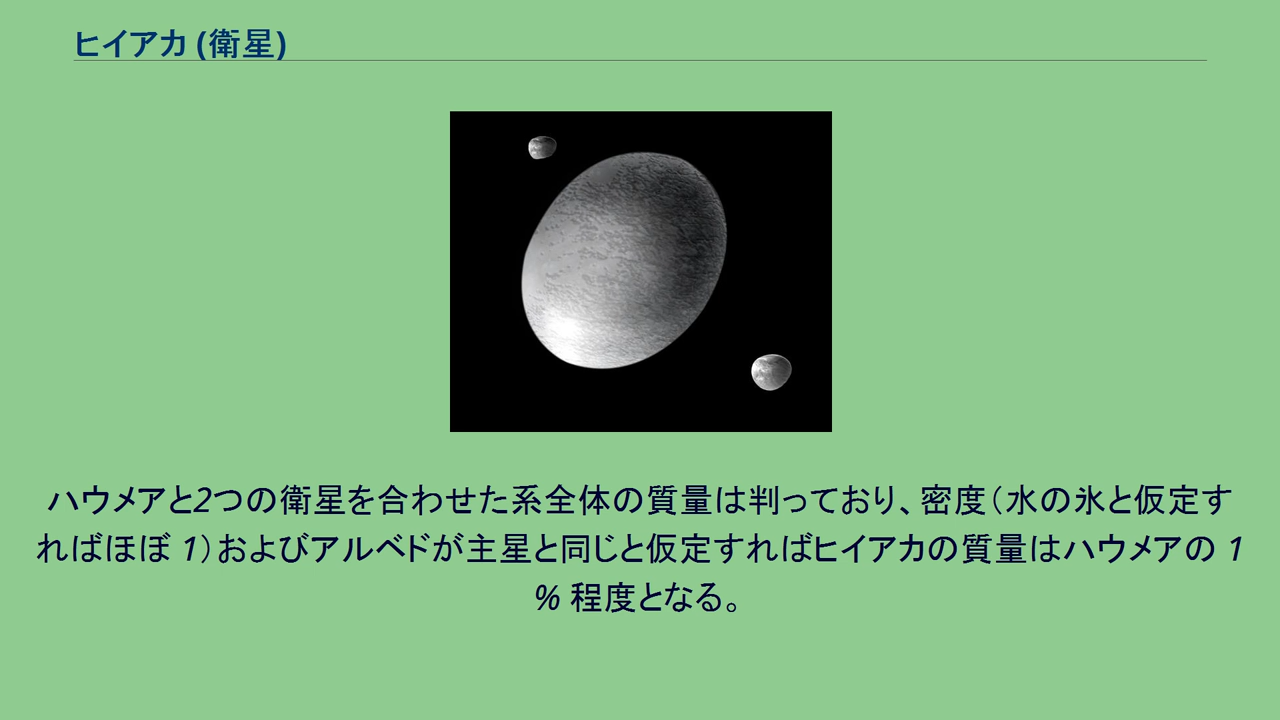 ヒイアカ (衛星)
ハウメアと2つの衛星を合わせた系全体の質量は判っており、密度（水の氷と仮定す
ればほぼ 1）およびアルベドが主星と同じと仮定すればヒイアカの質量はハウメアの 1
% 程度となる。